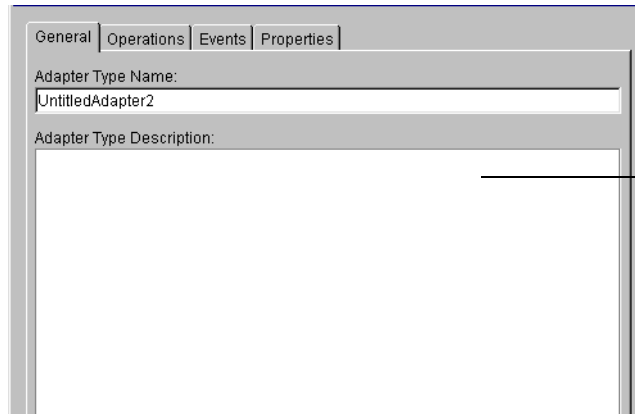 General Operations Events Properties
Adapter Type Name:
UntitledAdapter2
Adapter Type Description: